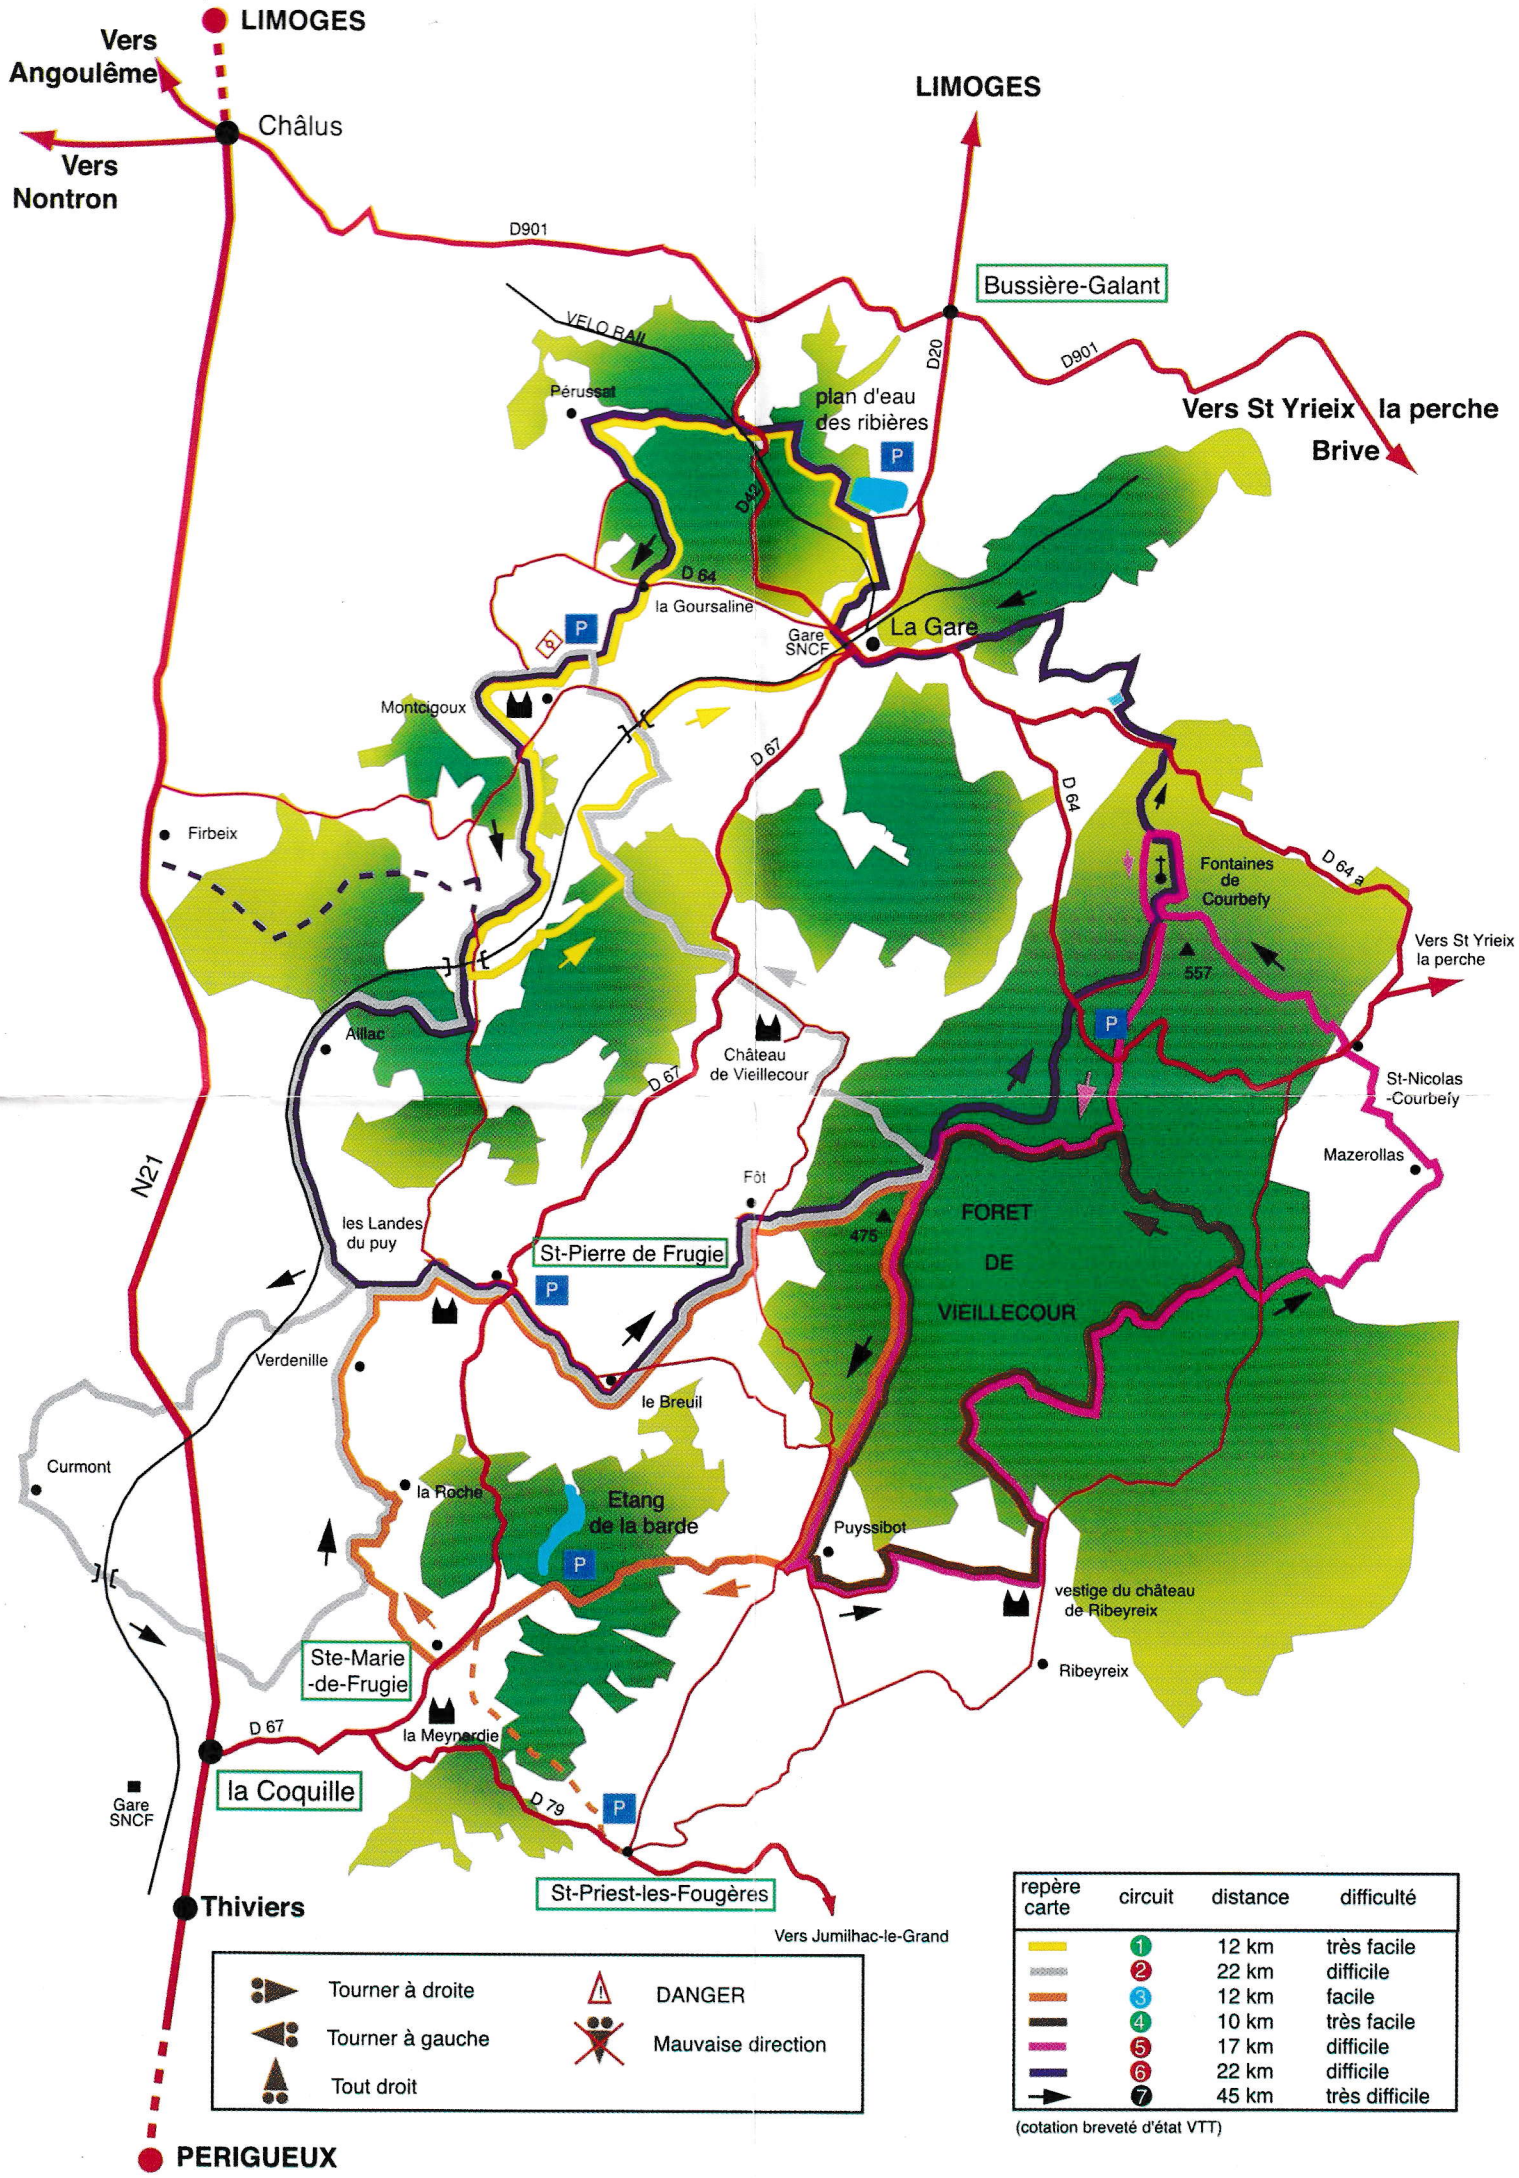 LIMOGES
Vers
Angoulême
Châlus
Vers
Nontron
LIMOGES
D901
Bussière-Galant
VELO RAIL
D20
D901
Pérussat
plan d'eau
des ribières
P
Vers St Yrieix la perche
Brive
D42
D 64
la Goursaline
P
Gare
SNCF
La Gare
Montcigoux
D 67
D 64
Firbeix
D 64 a
Fontaines
de
Courbefy
557
Vers St Yrieix
la perche
Aillac
P
Château
de Vieillecour
D 67
St-Nicolas
-Courbefy
Mazerollas
N21
Fôt
les Landes
du puy
475
FORET
DE
VIEILLECOUR
St-Pierre de Frugie
P
Verdenille
le Breuil
Curmont
la Roche
Etang
de la barde
P
Puyssibot
vestige du château
de Ribeyreix
Ste-Marie
-de-Frugie
Ribeyreix
la Meynardie
D 67
la Coquille
Gare
SNCF
D 79
P
St-Priest-les-Fougères
Thiviers
Vers Jumilhac-le-Grand
repère
carte
circuit distance difficulté
1 12 km très facile
2 22 km difficile
3 12 km facile
4 10 km très facile
5 17 km difficile
6 22 km difficile
7 45 km très difficile
(cotation breveté d'état VTT)
Tourner à droite
! DANGER
Tourner à gauche
Mauvaise direction
Tout droit
PERIGUEUX